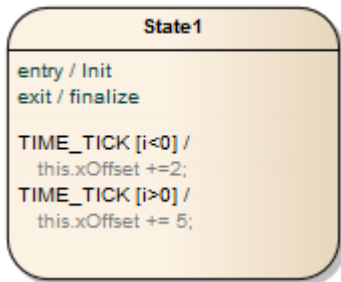 State1
entry / Init
exit / finalize
TIME_TICK [i<0] /
this.xOffset +=2;
TIME_TICK [i>0] /
this.xOffset += 5;